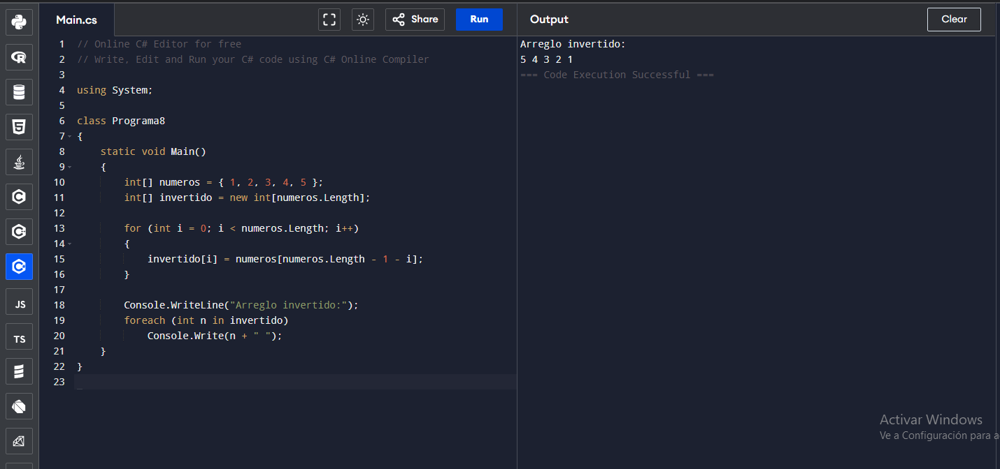 Main.cs
Share
Run
Output
Clear
1 // Online C# Editor for free
2 // Write, Edit and Run your C# code using C# Online Compiler
3
4 using System;
5
6 class Programa8
7 {
8     static void Main()
9     {
10         int[] numeros = { 1, 2, 3, 4, 5 };
11         int[] invertido = new int[numeros.Length];
12
13         for (int i = 0; i < numeros.Length; i++)
14         {
15             invertido[i] = numeros[numeros.Length - 1 - i];
16         }
17
18         Console.WriteLine("Arreglo invertido:");
19         foreach (int n in invertido)
20             Console.Write(n + " ");
21     }
22 }
23
Arreglo invertido:
5 4 3 2 1
=== Code Execution Successful ===
JS
TS
Activar Windows
Ve a Configuración para a